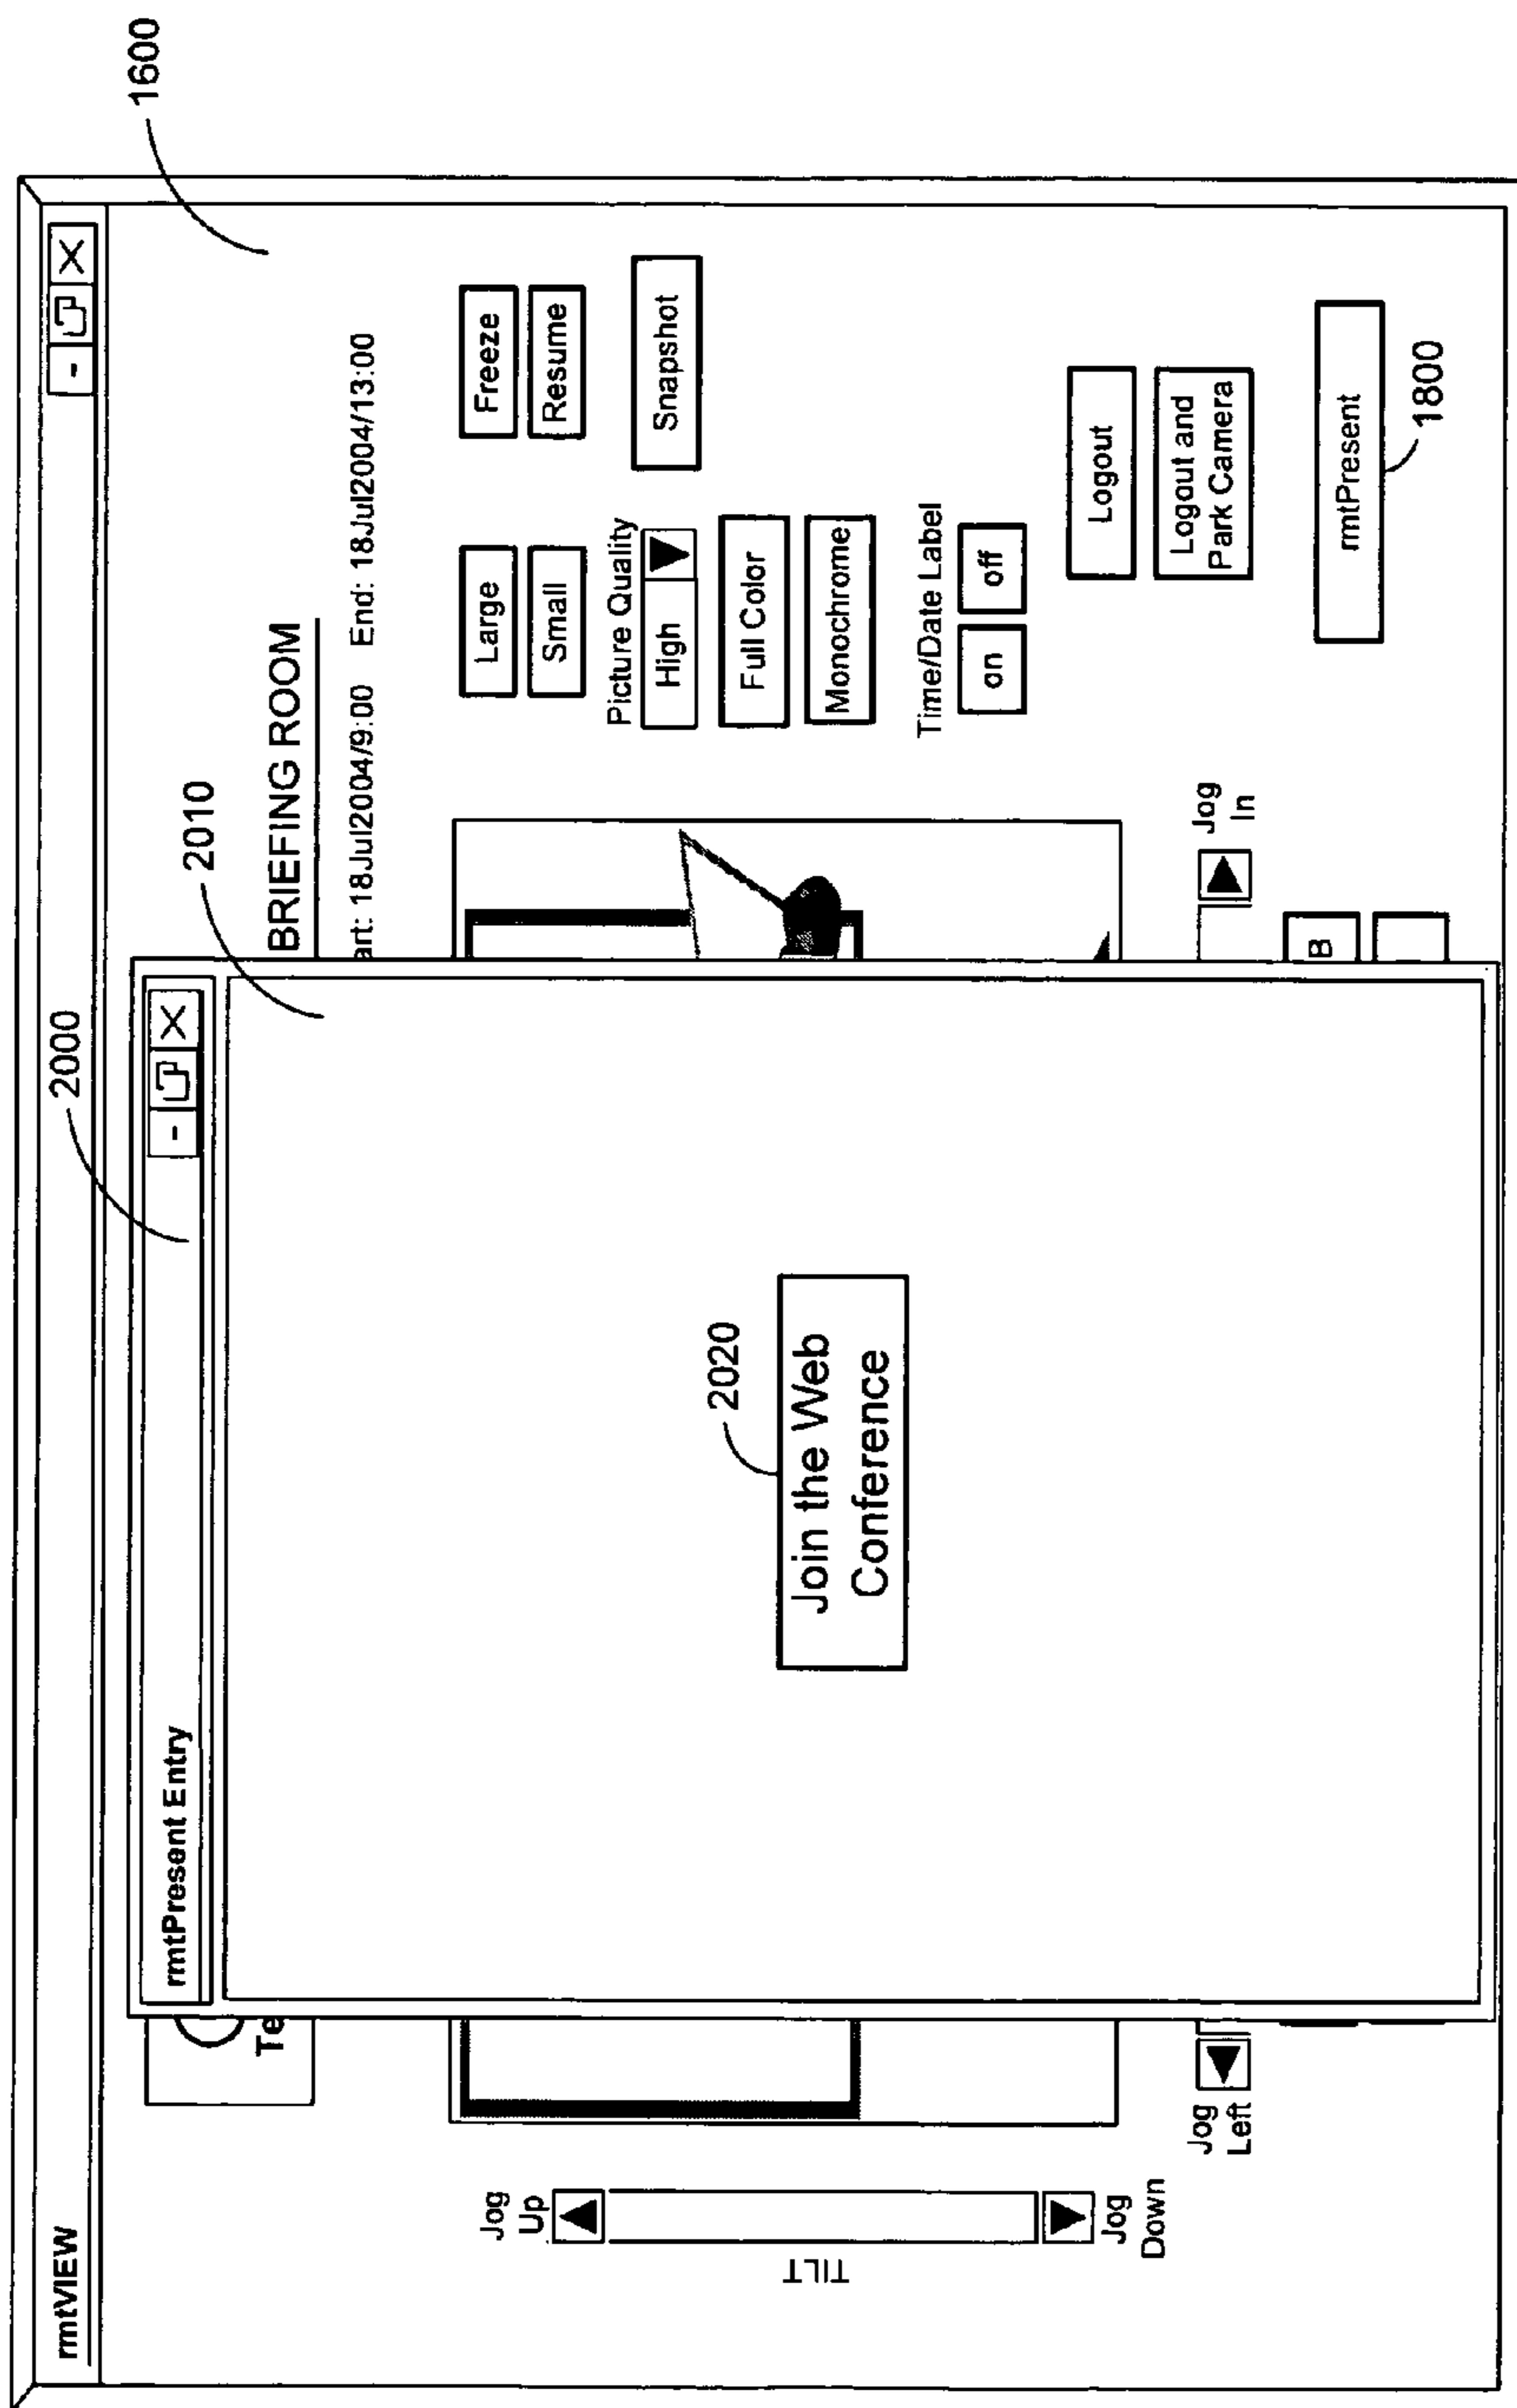 1600
rmtVIEW
2000
rmtPresent Entry
2010
BRIEFING ROOM
art: 18Jul2004/9:00 End: 18Jul2004/13:00
Te
Jog
Up
TILT
Jog
Down
2020
Join the Web
Conference
Large
Small
Freeze
Resume
Picture Quality
High
Snapshot
Full Color
Monochrome
Time/Date Label
on off
Logout
Logout and
Park Camera
Jog
Left
Jog
In
B
rmtPresent
1800